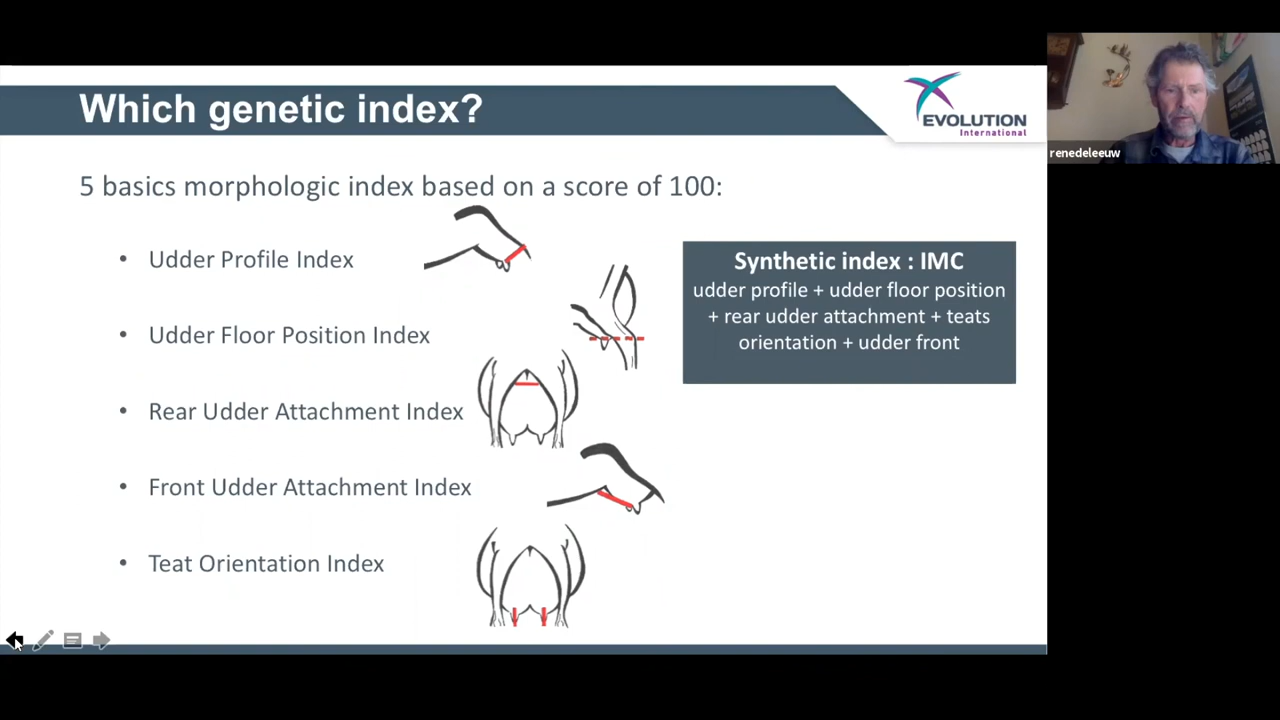 Which genetic index?
EVOLUTION
International
renedeleeuw
5 basics morphologic index based on a score of 100:
• Udder Profile Index
• Udder Floor Position Index
• Rear Udder Attachment Index
• Front Udder Attachment Index
• Teat Orientation Index
Synthetic index : IMC
udder profile + udder floor position
+ rear udder attachment + teats
orientation + udder front